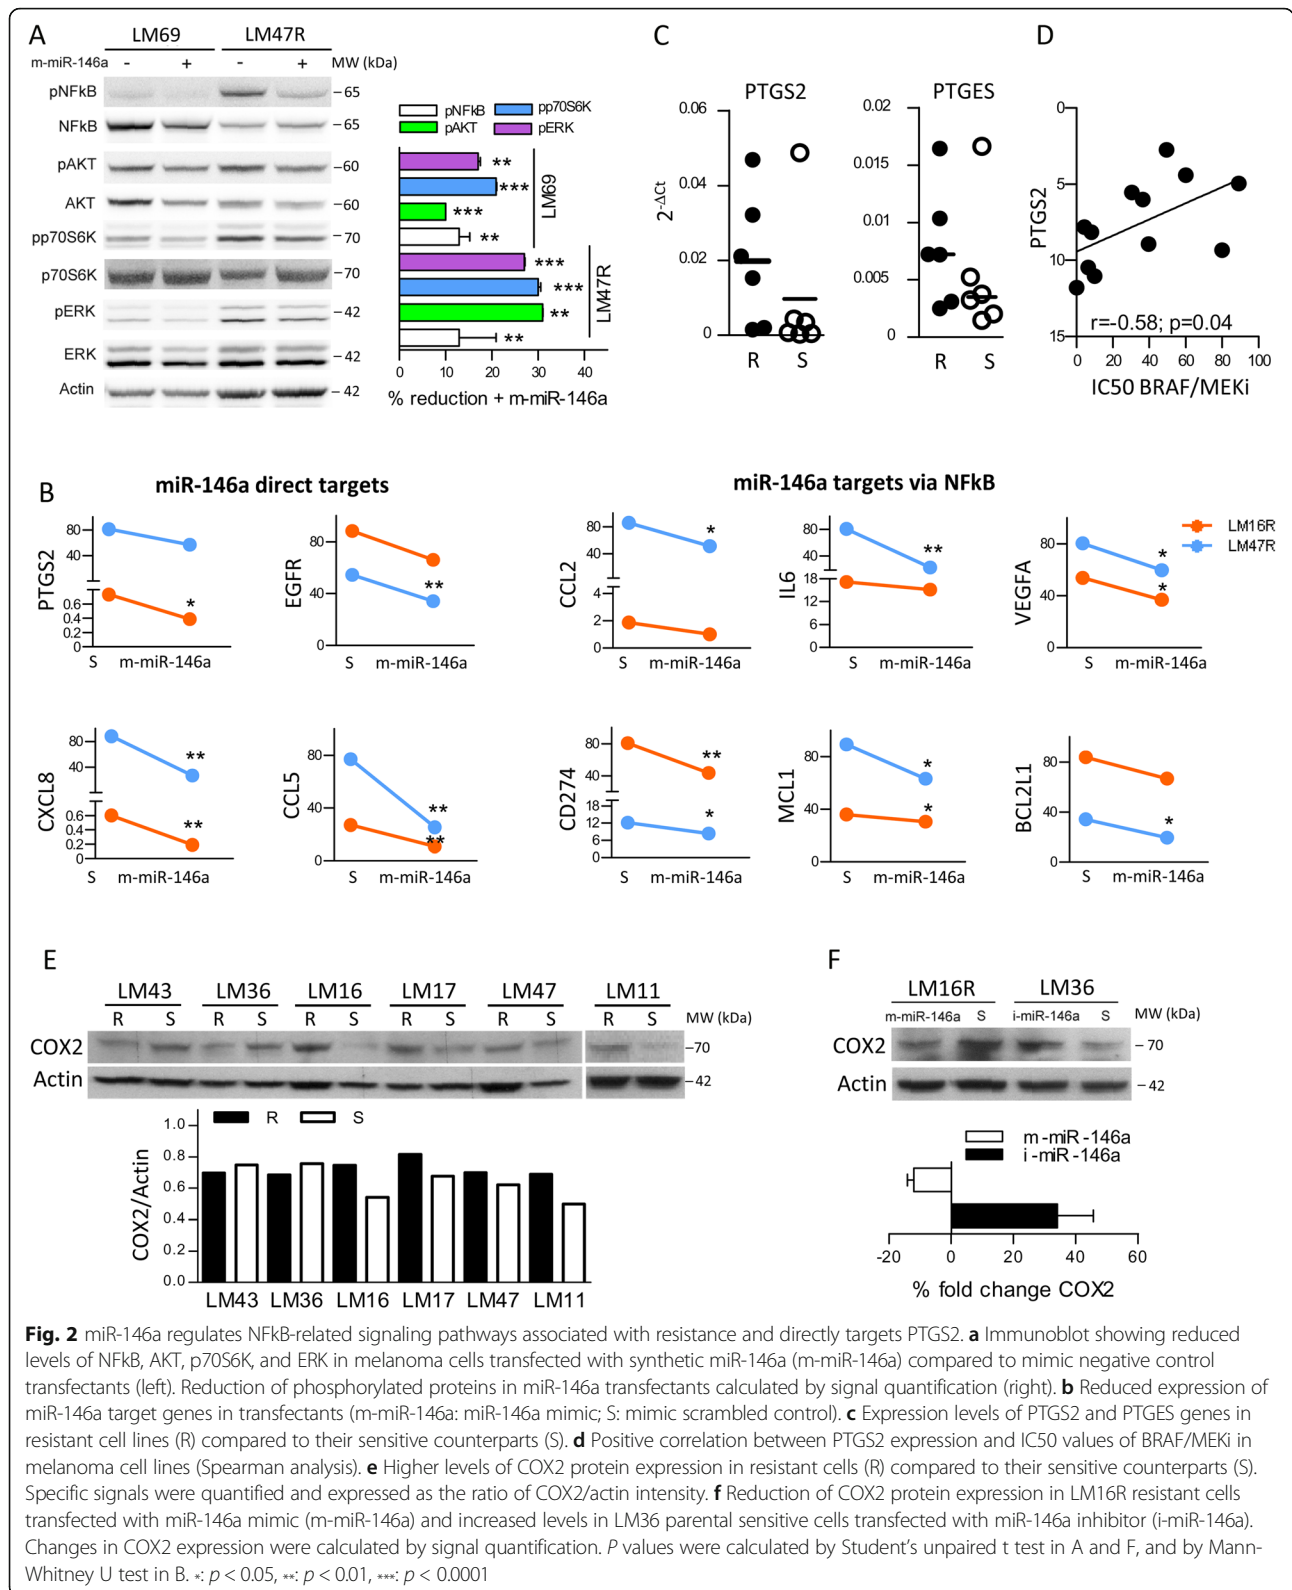 A
LM69 LM47R
m-miR-146a - + - + MW (kDa)
pNFkB –65
NFkB –65
pAKT –60
AKT –60
pp70S6K –70
p70S6K –70
pERK –42
ERK –42
Actin –42
pNFkB pp70S6K
pAKT pERK
**
***
***
**
LM69
***
***
**
**
LM47R
0 10 20 30 40
% reduction + m-miR-146a
C
PTGS2
2^-ΔCt
0.06
0.04
0.02
0
R S
PTGES
0.02
0.015
0.01
0.005
0
R S
D
PTGS2
0
5
10
15
r=-0.58; p=0.04
0 20 40 60 80 100
IC50 BRAF/MEKi
B
miR-146a direct targets
miR-146a targets via NFkB
LM16R
LM47R
PTGS2
80
40
0.6
0.4
0.2
0
*
S m-miR-146a
EGFR
80
40
0
**
S m-miR-146a
CCL2
80
40
4
2
0
*
S m-miR-146a
IL6
80
40
18
12
6
0
**
S m-miR-146a
VEGFA
80
40
0
*
*
S m-miR-146a
CXCL8
80
40
0.6
0.4
0.2
0
**
**
S m-miR-146a
CCL5
80
40
0
**
**
S m-miR-146a
CD274
80
40
18
12
6
0
**
*
S m-miR-146a
MCL1
80
40
0
*
*
S m-miR-146a
BCL2L1
80
40
0
*
S m-miR-146a
E
LM43 LM36 LM16 LM17 LM47 LM11
R S R S R S R S R S R S MW (kDa)
COX2 –70
Actin –42
R S
COX2/Actin
1.0
0.8
0.6
0.4
0.2
0.0
LM43 LM36 LM16 LM17 LM47 LM11
F
LM16R LM36
m-miR-146a S i-miR-146a S MW (kDa)
COX2 – 70
Actin – 42
m-miR-146a
i-miR-146a
-20 0 20 40 60
% fold change COX2
Fig. 2 miR-146a regulates NFkB-related signaling pathways associated with resistance and directly targets PTGS2. a Immunoblot showing reduced
levels of NFkB, AKT, p70S6K, and ERK in melanoma cells transfected with synthetic miR-146a (m-miR-146a) compared to mimic negative control
transfectants (left). Reduction of phosphorylated proteins in miR-146a transfectants calculated by signal quantification (right). b Reduced expression of
miR-146a target genes in transfectants (m-miR-146a: miR-146a mimic; S: mimic scrambled control). c Expression levels of PTGS2 and PTGES genes in
resistant cell lines (R) compared to their sensitive counterparts (S). d Positive correlation between PTGS2 expression and IC50 values of BRAF/MEKi in
melanoma cell lines (Spearman analysis). e Higher levels of COX2 protein expression in resistant cells (R) compared to their sensitive counterparts (S).
Specific signals were quantified and expressed as the ratio of COX2/actin intensity. f Reduction of COX2 protein expression in LM16R resistant cells
transfected with miR-146a mimic (m-miR-146a) and increased levels in LM36 parental sensitive cells transfected with miR-146a inhibitor (i-miR-146a).
Changes in COX2 expression were calculated by signal quantification. P values were calculated by Student's unpaired t test in A and F, and by Mann-
Whitney U test in B. *: p < 0.05, **: p < 0.01, ***: p < 0.0001